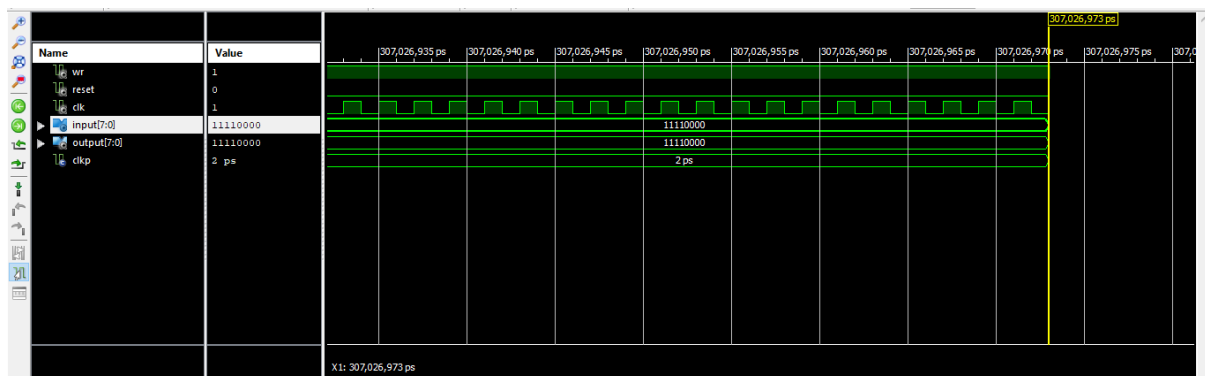 307,026,973 ps
Name Value
307,026,935 ps 307,026,940 ps 307,026,945 ps 307,026,950 ps 307,026,955 ps 307,026,960 ps 307,026,965 ps 307,026,970 ps 307,026,975 ps 307,0
wr 1
reset 0
clk 1
input[7:0] 11110000 11110000
output[7:0] 11110000 11110000
clkp 2 ps 2 ps
X1: 307,026,973 ps